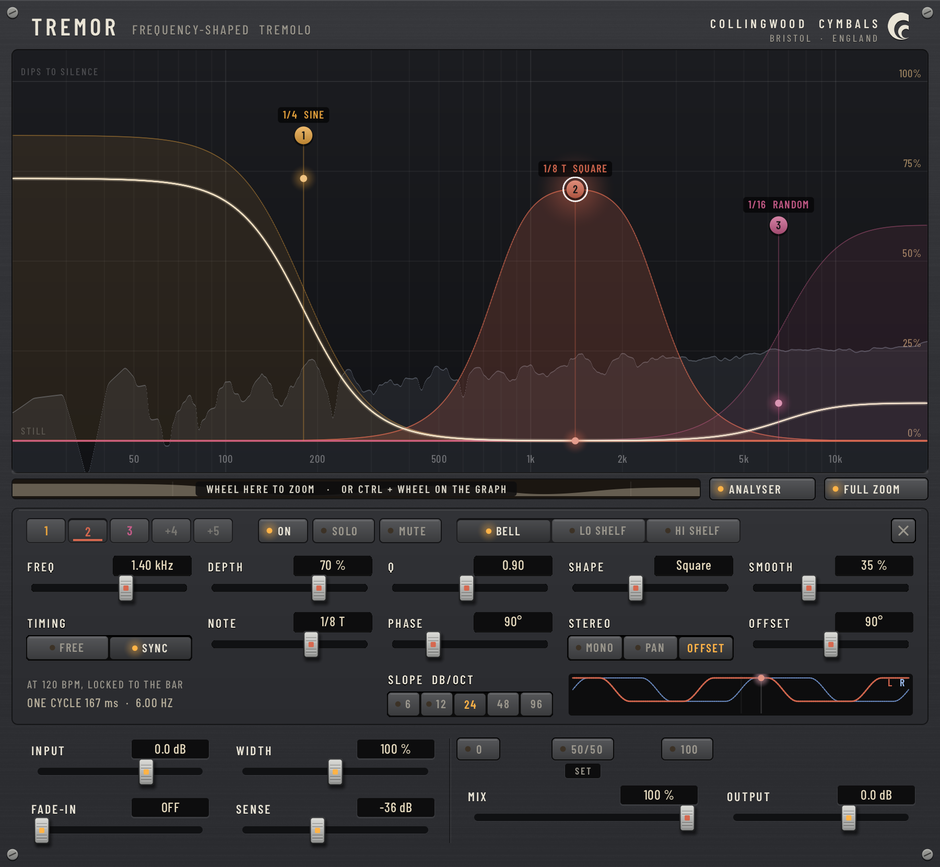 TREMOR FREQUENCY-SHAPED TREMOLO
COLLINGWOOD CYMBALS
BRISTOL · ENGLAND
DIPS TO SILENCE
100%
1/4 SINE
1
75%
1/8 T SQUARE
2
1/16 RANDOM
3
50%
25%
STILL
0%
50 100 200 500 1k 2k 5k 10k
WHEEL HERE TO ZOOM · OR CTRL + WHEEL ON THE GRAPH
ANALYSER FULL ZOOM
1 2 3 +4 +5 ON SOLO MUTE BELL LO SHELF HI SHELF
FREQ 1.40 kHz DEPTH 70 % Q 0.90 SHAPE Square SMOOTH 35 %
TIMING NOTE 1/8 T PHASE 90° STEREO OFFSET 90°
FREE SYNC MONO PAN OFFSET
AT 120 BPM, LOCKED TO THE BAR
ONE CYCLE 167 ms · 6.00 HZ
SLOPE DB/OCT
6 12 24 48 96
L R
INPUT 0.0 dB WIDTH 100 % 0 50/50 100
SET
FADE-IN OFF SENSE -36 dB MIX 100 % OUTPUT 0.0 dB